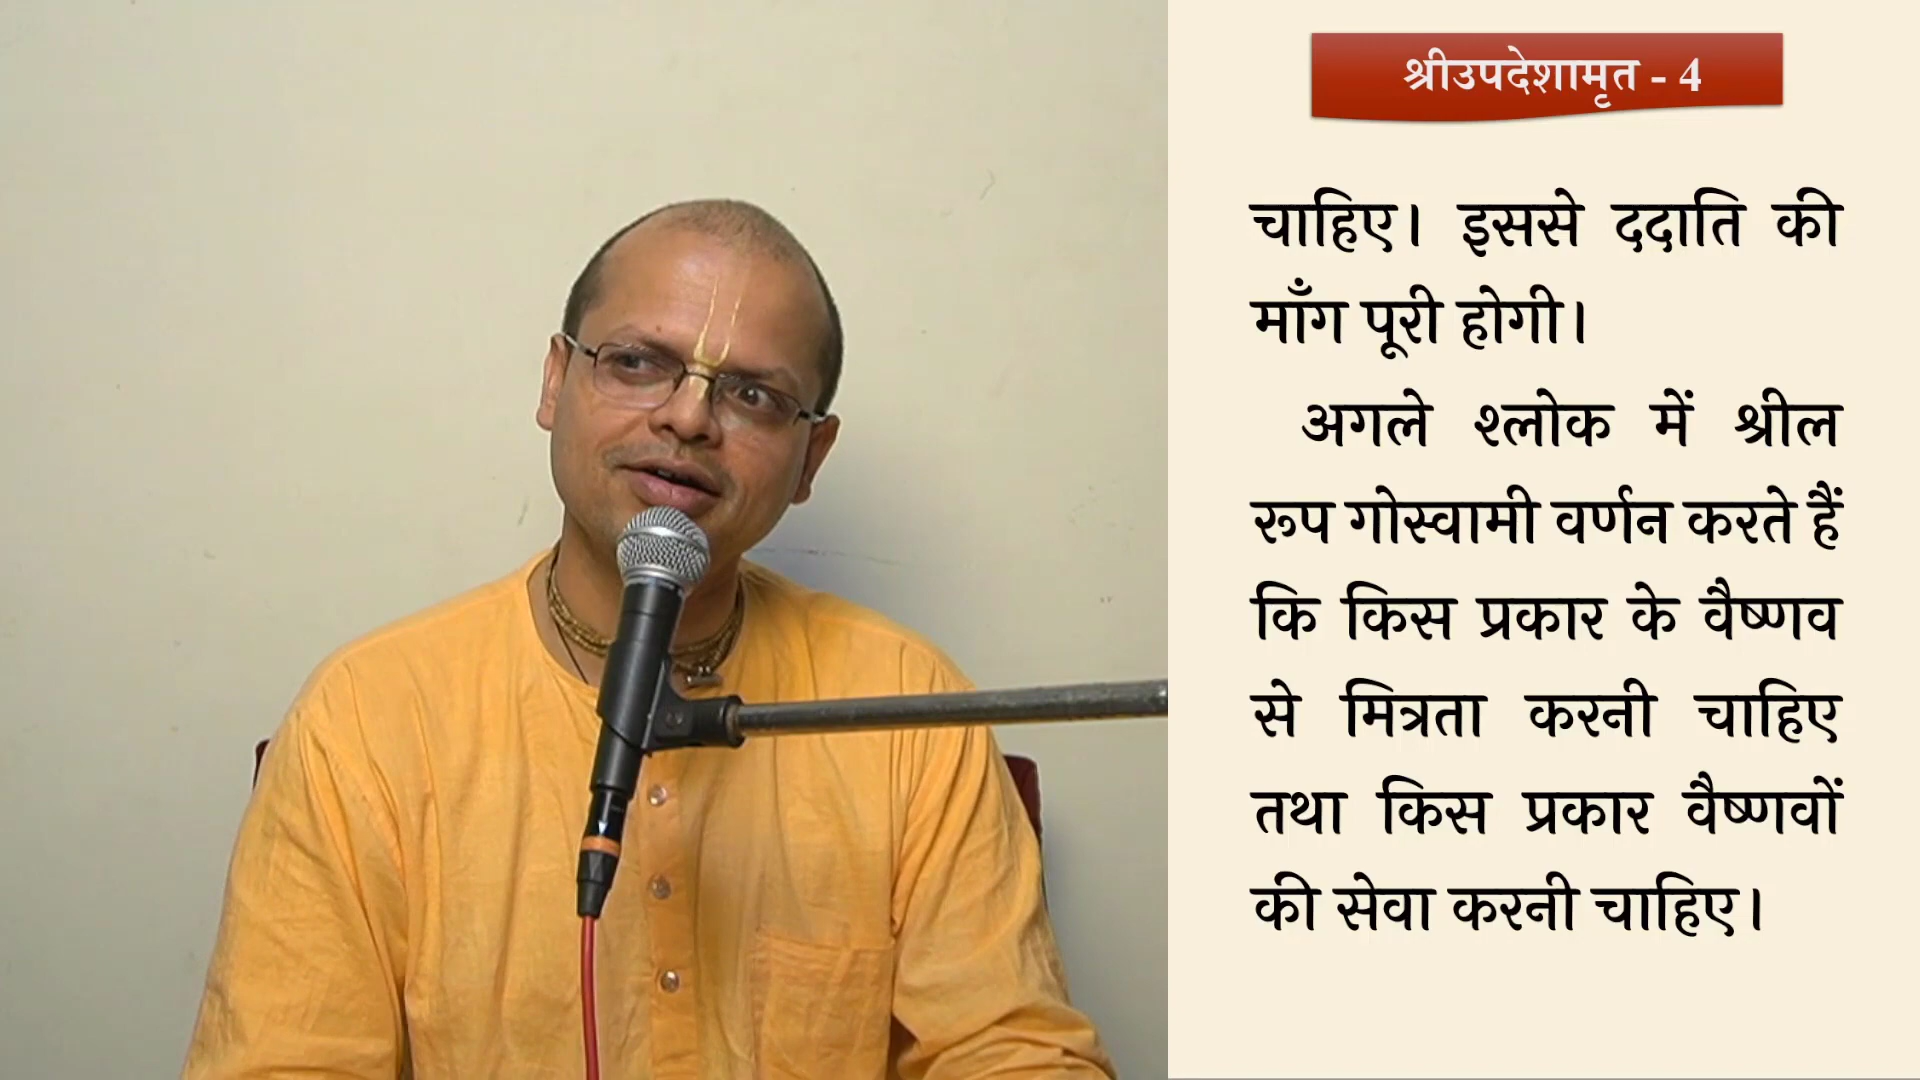 श्रीउपदेशामृत - 4
चाहिए। इससे ददाति की
माँग पूरी होगी।
अगले श्लोक में श्रील
रूप गोस्वामी वर्णन करते हैं
कि किस प्रकार के वैष्णव
से मित्रता करनी चाहिए
तथा किस प्रकार वैष्णवों
की सेवा करनी चाहिए।